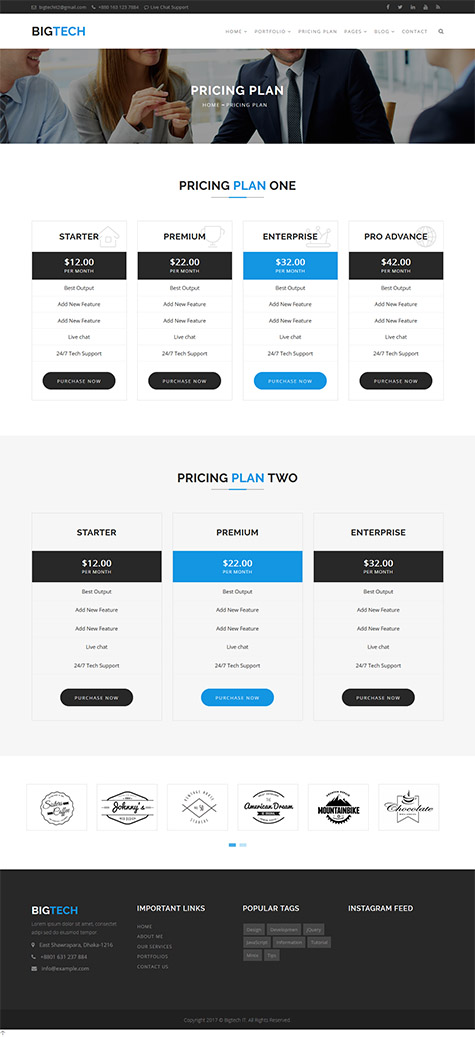 bigtechit2@gmail.com +880 163 123 7884 Live Chat Support
BIGTECH
HOME PORTFOLIO PRICING PLAN PAGES BLOG CONTACT
PRICING PLAN
HOME PRICING PLAN
PRICING PLAN ONE
STARTER PREMIUM ENTERPRISE PRO ADVANCE
$12.00 $22.00 $32.00 $42.00
PER MONTH PER MONTH PER MONTH PER MONTH
Best Output Best Output Best Output Best Output
Add New Feature Add New Feature Add New Feature Add New Feature
Add New Feature Add New Feature Add New Feature Add New Feature
Live chat Live chat Live chat Live chat
24/7 Tech Support 24/7 Tech Support 24/7 Tech Support 24/7 Tech Support
PURCHASE NOW PURCHASE NOW PURCHASE NOW PURCHASE NOW
PRICING PLAN TWO
STARTER PREMIUM ENTERPRISE
$12.00 $22.00 $32.00
PER MONTH PER MONTH PER MONTH
Best Output Best Output Best Output
Add New Feature Add New Feature Add New Feature
Add New Feature Add New Feature Add New Feature
Live chat Live chat Live chat
24/7 Tech Support 24/7 Tech Support 24/7 Tech Support
PURCHASE NOW PURCHASE NOW PURCHASE NOW
Sisters Coffee
Johnny's
American Dream
MOUNTAINBIKE
Chocolate
BIGTECH
Lorem ipsum dolor sit amet, consectet
adipisicing sed do eiusmod tempor.
East Shawrapara, Dhaka-1216
+8801 631 237 884
info@example.com
IMPORTANT LINKS
HOME
ABOUT ME
OUR SERVICES
PORTFOLIOS
CONTACT US
POPULAR TAGS
Design Development jQuery
JavaScript Information Tutorial
Minix Tips
INSTAGRAM FEED
Copyright 2017 © Bigtech IT. All Rights Reserved.